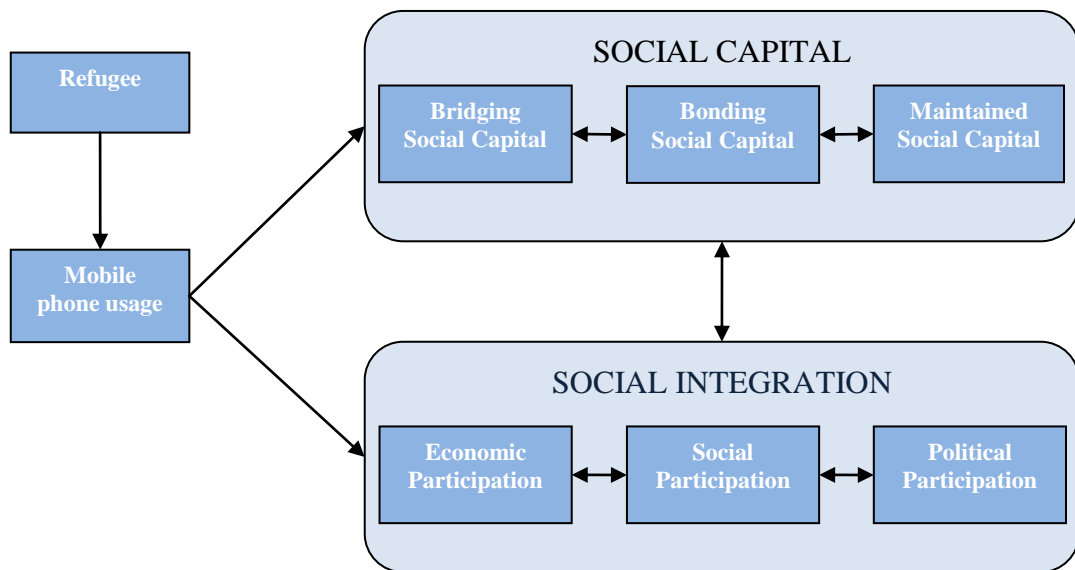 Refugee
Mobile
phone usage
SOCIAL CAPITAL
Bridging
Social Capital
Bonding
Social Capital
Maintained
Social Capital
SOCIAL INTEGRATION
Economic
Participation
Social
Participation
Political
Participation